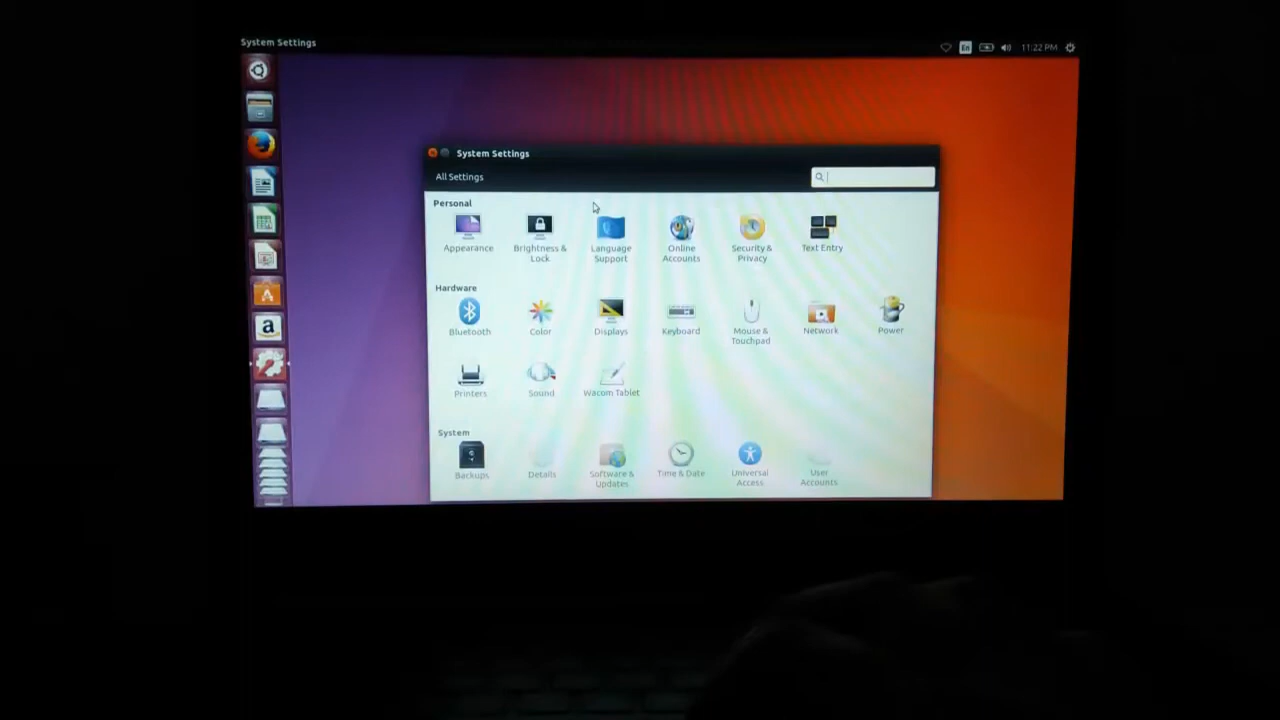 System Settings
En
11:22 PM
System Settings
All Settings
Personal
Appearance
Brightness &
Lock
Language
Support
Online
Accounts
Security &
Privacy
Text Entry
Hardware
Bluetooth
Color
Displays
Keyboard
Mouse &
Touchpad
Network
Power
Printers
Sound
Wacom Tablet
System
Backups
Details
Software &
Updates
Time & Date
Universal
Access
User
Accounts
A
a